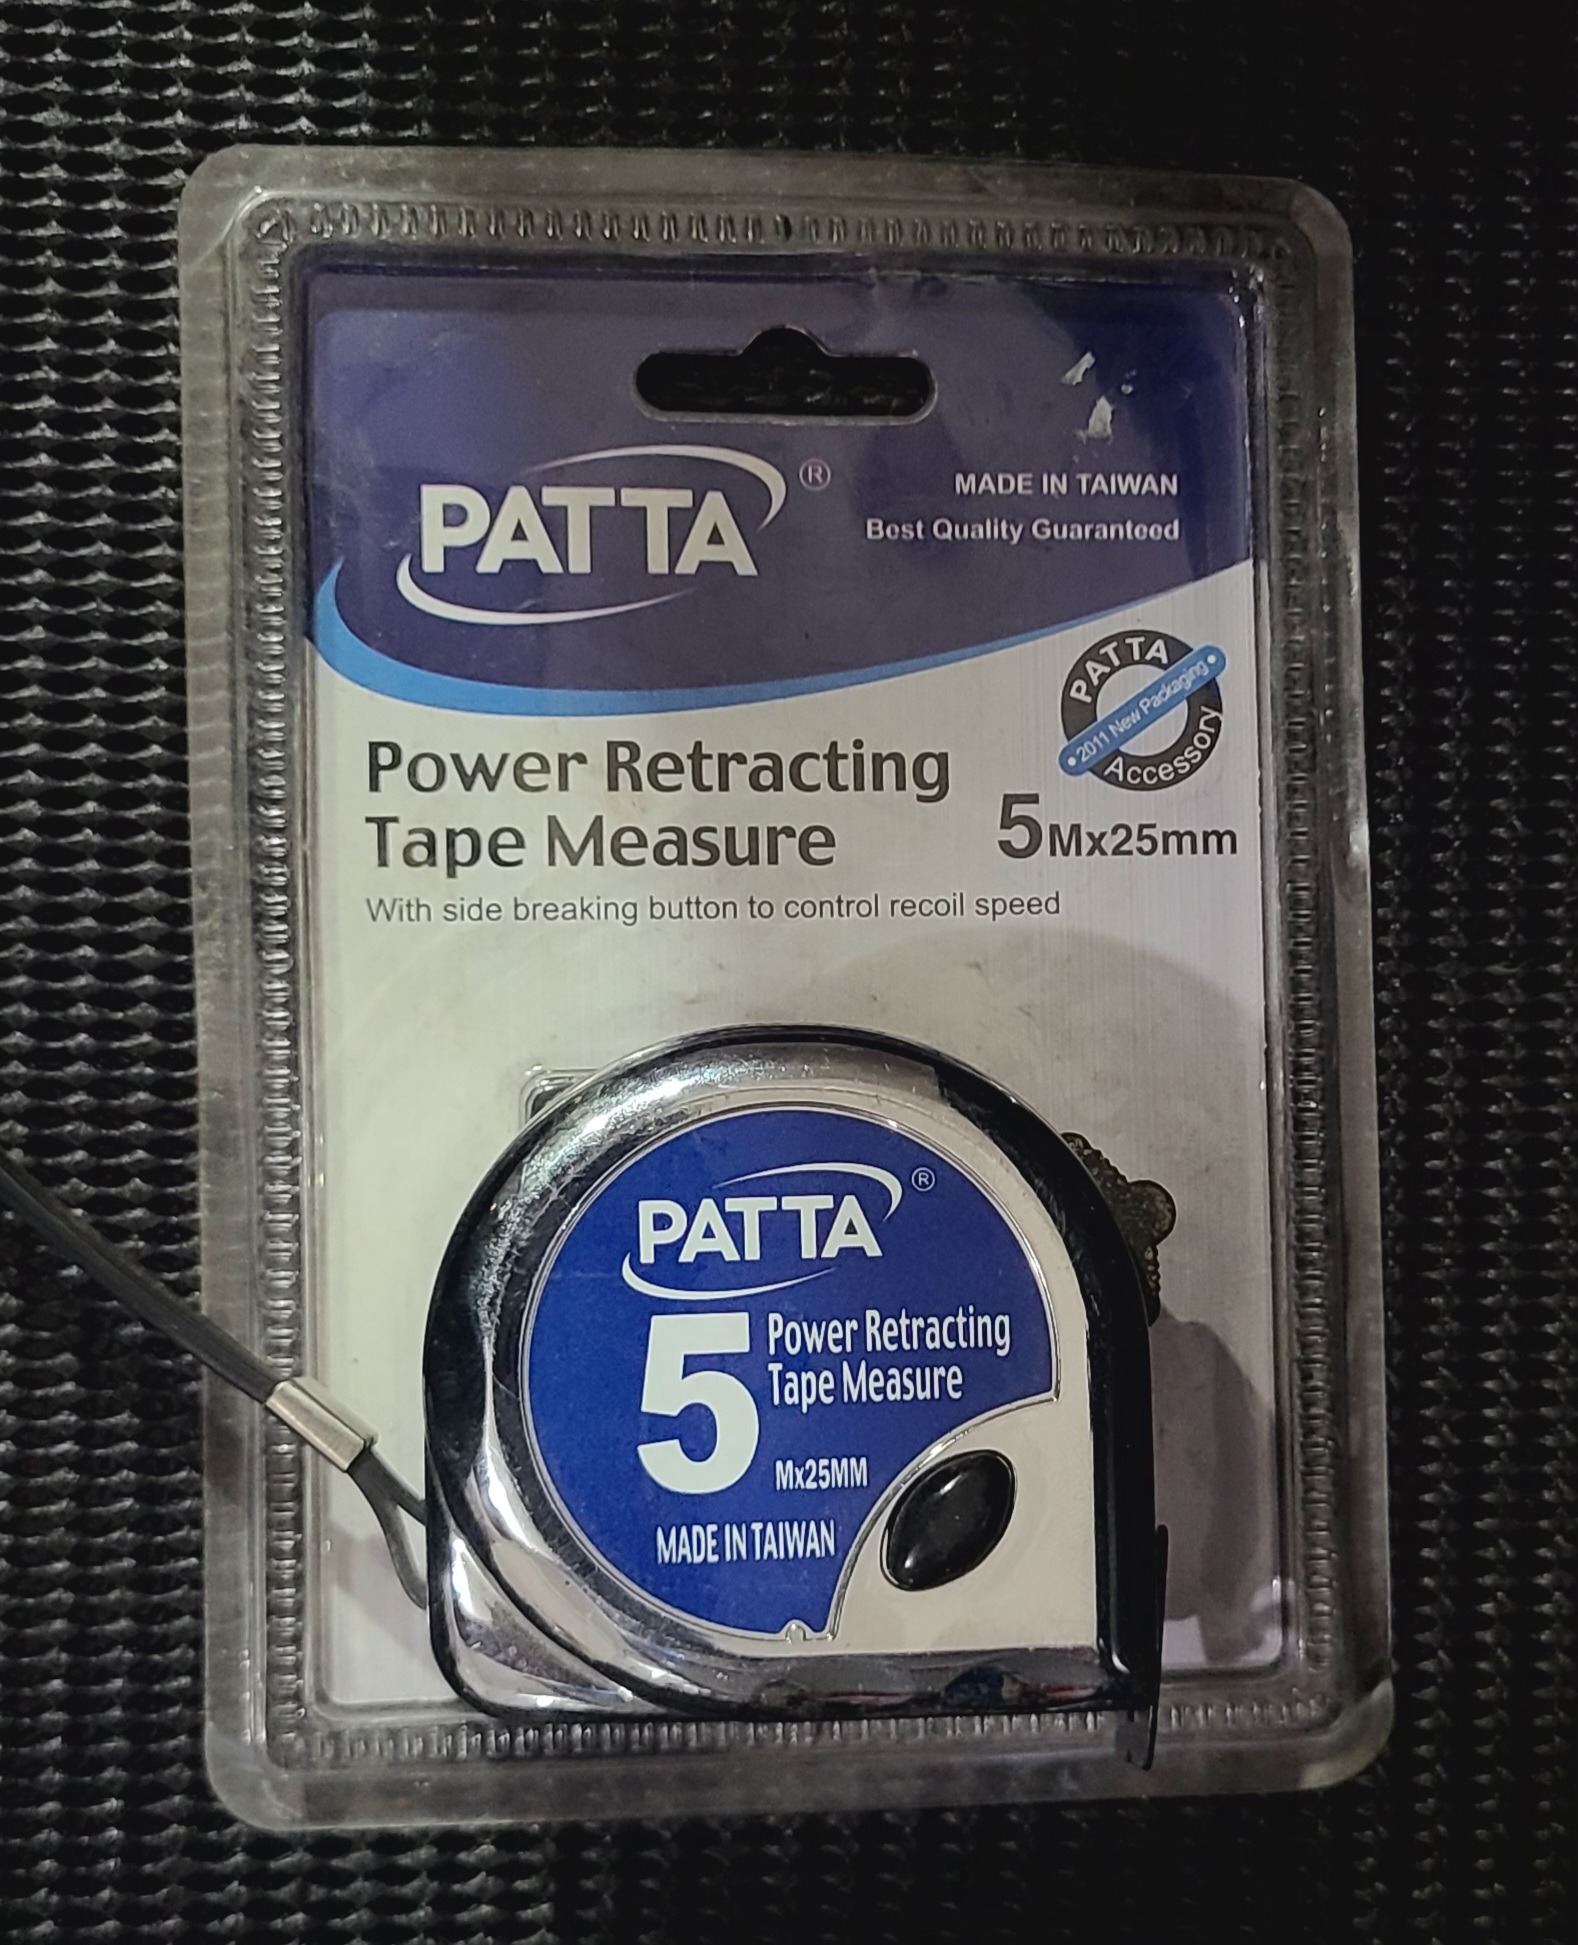 PATTA®
MADE IN TAIWAN
Best Quality Guaranteed
PATTA
2011 New Packaging
Accessory
Power Retracting
Tape Measure
5Mx25mm
With side breaking button to control recoil speed
PATTA®
5
Power Retracting
Tape Measure
Mx25MM
MADE IN TAIWAN